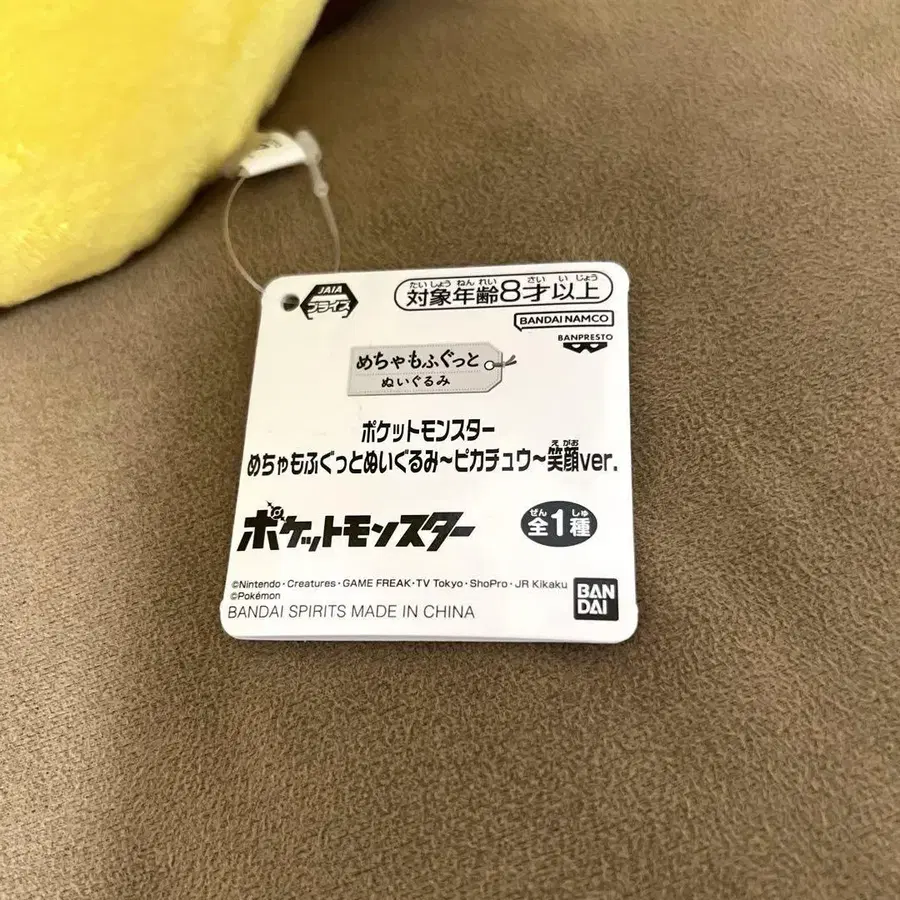 JAIA
プライズ
たいしょうねんれい さい いじょう
対象年齢8才以上
BANDAI NAMCO
BANPRESTO
めちゃもふぐっと
ぬいぐるみ
ポケットモンスター
えがお
めちゃもふぐっとぬいぐるみ~ピカチュウ~笑顔ver.
ポケットモンスター
ぜん しゅ
全1種
©Nintendo・Creatures・GAME FREAK・TV Tokyo・ShoPro・JR Kikaku
©Pokémon
BANDAI SPIRITS MADE IN CHINA
BAN
DAI